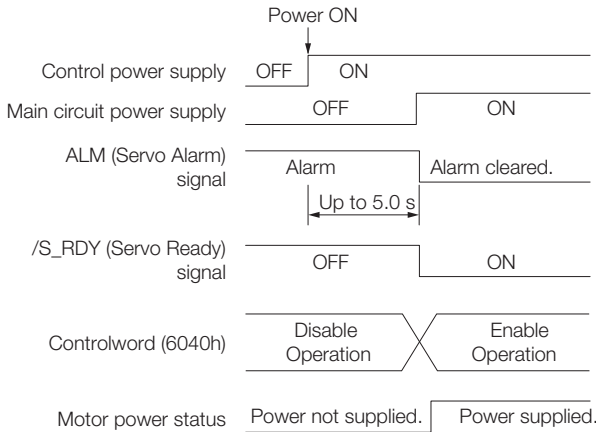 Power ON
Control power supply OFF ON
Main circuit power supply OFF ON
ALM (Servo Alarm)
signal
Alarm Alarm cleared.
Up to 5.0 s
/S_RDY (Servo Ready)
signal
OFF ON
Controlword (6040h)
Disable
Operation
Enable
Operation
Motor power status Power not supplied. Power supplied.